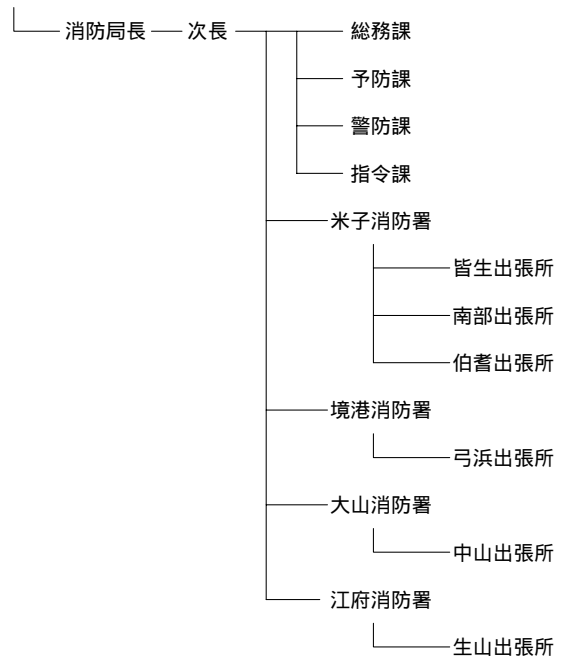 消防局長 次長 総務課
予防課
警防課
指令課
米子消防署
皆生出張所
南部出張所
伯耆出張所
境港消防署
弓浜出張所
大山消防署
中山出張所
江府消防署
生山出張所